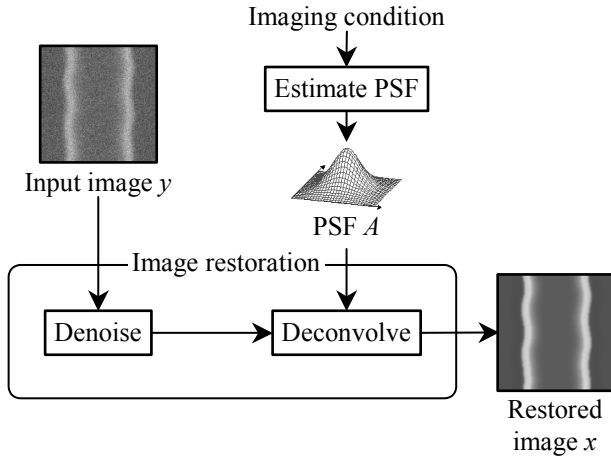 Imaging condition
Estimate PSF
Input image y
PSF A
Image restoration
Denoise
Deconvolve
Restored
image x